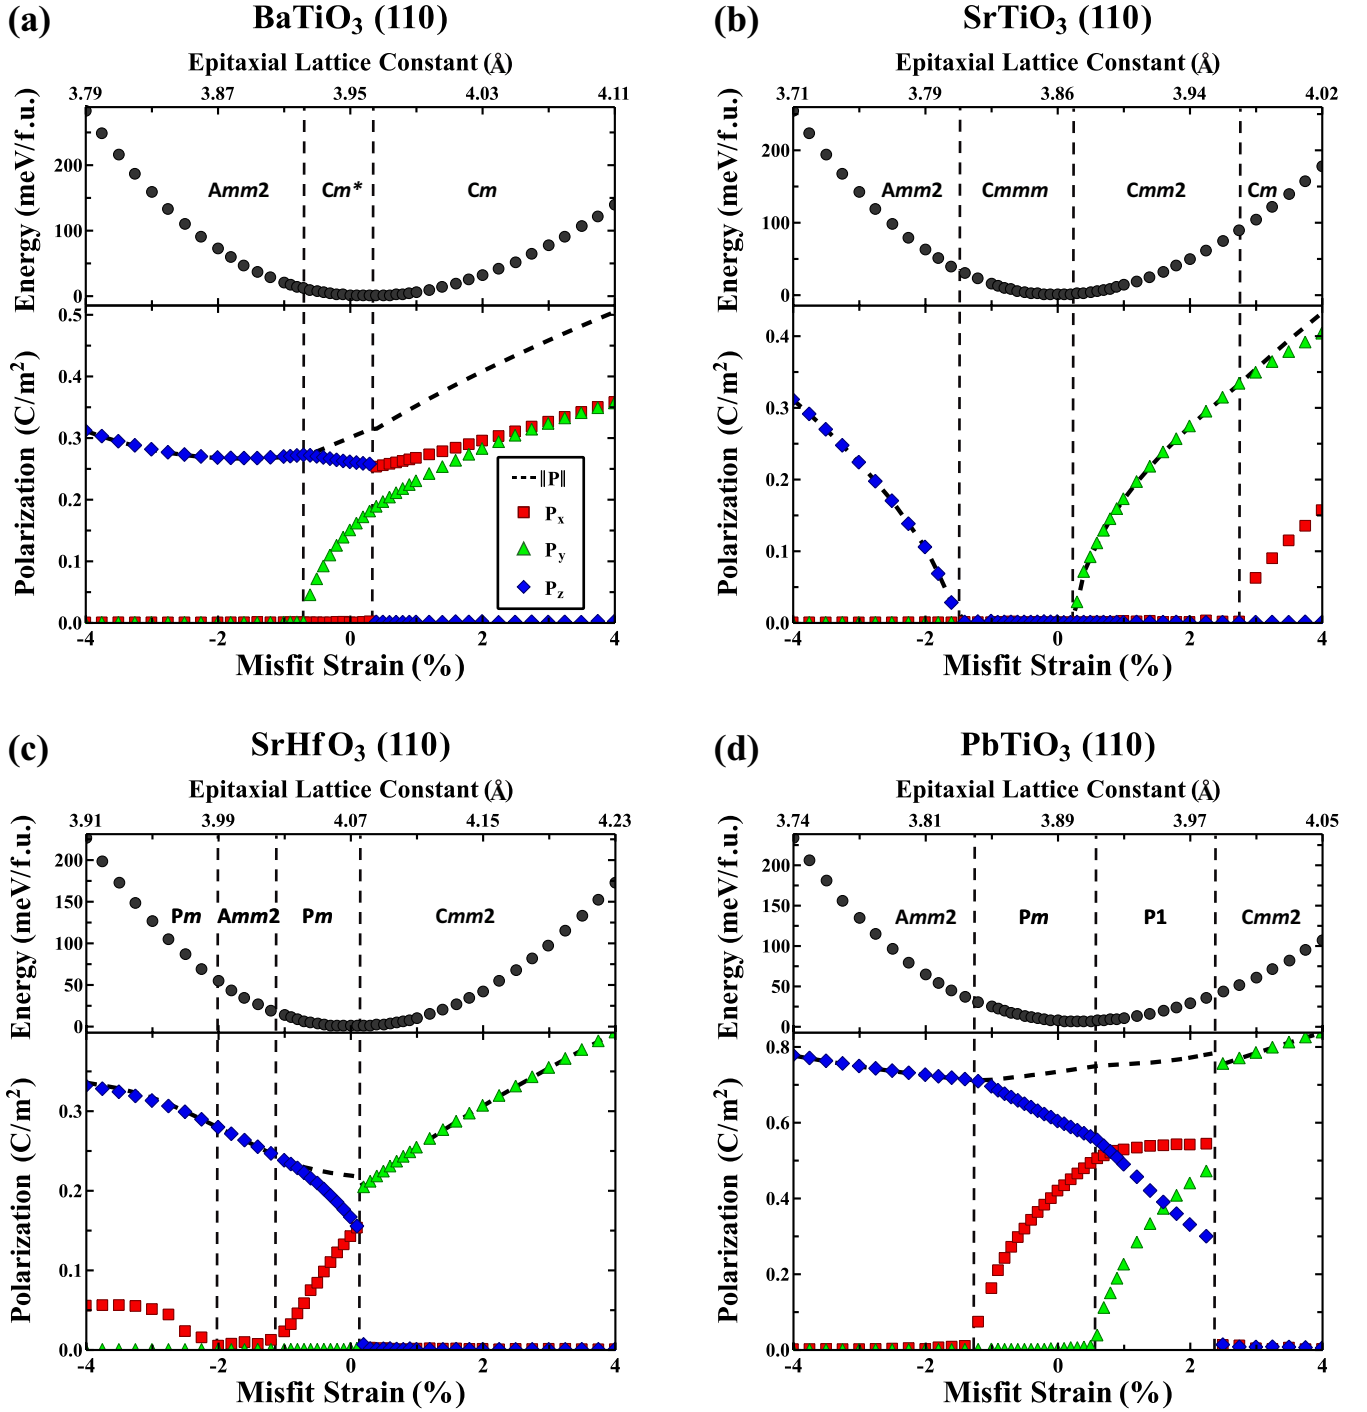 (a) BaTiO3 (110)
Epitaxial Lattice Constant (Å)
3.79 3.87 3.95 4.03 4.11
Energy (meV/f.u.)
200
100
0
Amm2 Cm* Cm
Polarization (C/m²)
0.5
0.4
0.3
0.2
0.1
0.0
||P||
Px
Py
Pz
-4 -2 0 2 4
Misfit Strain (%)
(b) SrTiO3 (110)
Epitaxial Lattice Constant (Å)
3.71 3.79 3.86 3.94 4.02
Energy (meV/f.u.)
200
100
0
Amm2 Cmmm Cmm2 Cm
Polarization (C/m²)
0.4
0.3
0.2
0.1
0.0
-4 -2 0 2 4
Misfit Strain (%)
(c) SrHfO3 (110)
Epitaxial Lattice Constant (Å)
3.91 3.99 4.07 4.15 4.23
Energy (meV/f.u.)
200
150
100
50
0
Pm Amm2 Pm Cmm2
Polarization (C/m²)
0.3
0.2
0.1
0.0
-4 -2 0 2 4
Misfit Strain (%)
(d) PbTiO3 (110)
Epitaxial Lattice Constant (Å)
3.74 3.81 3.89 3.97 4.05
Energy (meV/f.u.)
200
150
100
50
0
Amm2 Pm P1 Cmm2
Polarization (C/m²)
0.8
0.6
0.4
0.2
0.0
-4 -2 0 2 4
Misfit Strain (%)